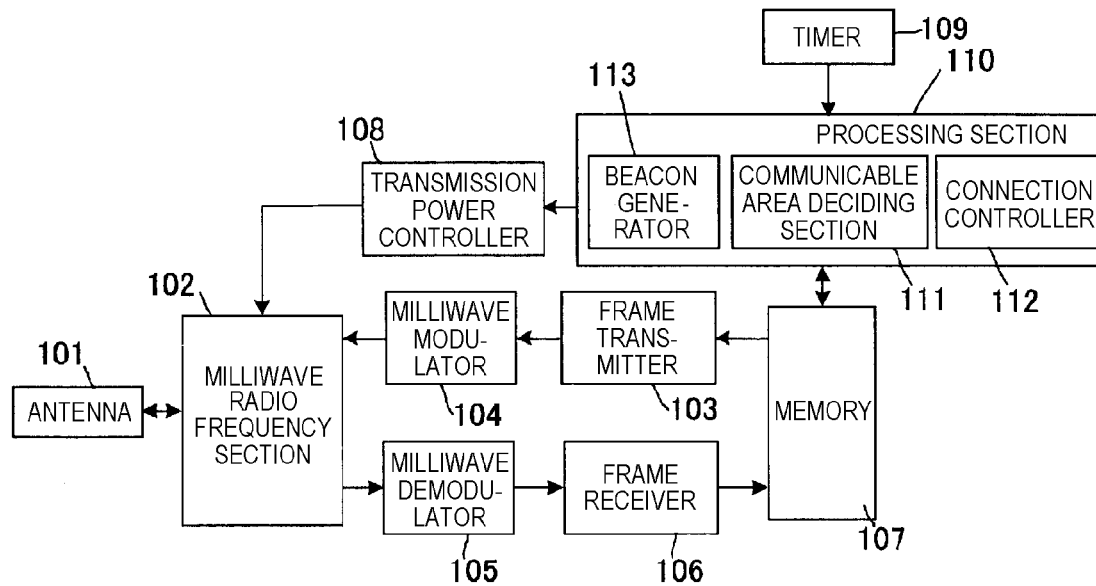 TIMER
109
110
113
PROCESSING SECTION
108
BEACON
GENE-
RATOR
COMMUNICABLE
AREA DECIDING
SECTION
CONNECTION
CONTROLLER
TRANSMISSION
POWER
CONTROLLER
111
112
102
MILLIWAVE
MODU-
LATOR
FRAME
TRANS-
MITTER
101
ANTENNA
MILLIWAVE
RADIO
FREQUENCY
SECTION
104
103
MEMORY
MILLIWAVE
DEMODU-
LATOR
FRAME
RECEIVER
105
106
107